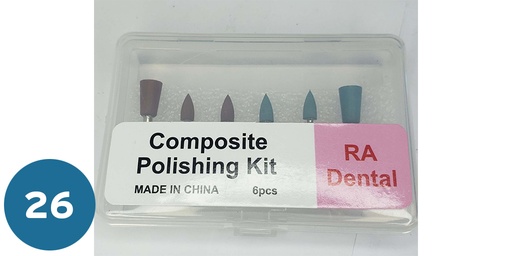 26
Composite
Polishing Kit
MADE IN CHINA 6pcs
RA
Dental